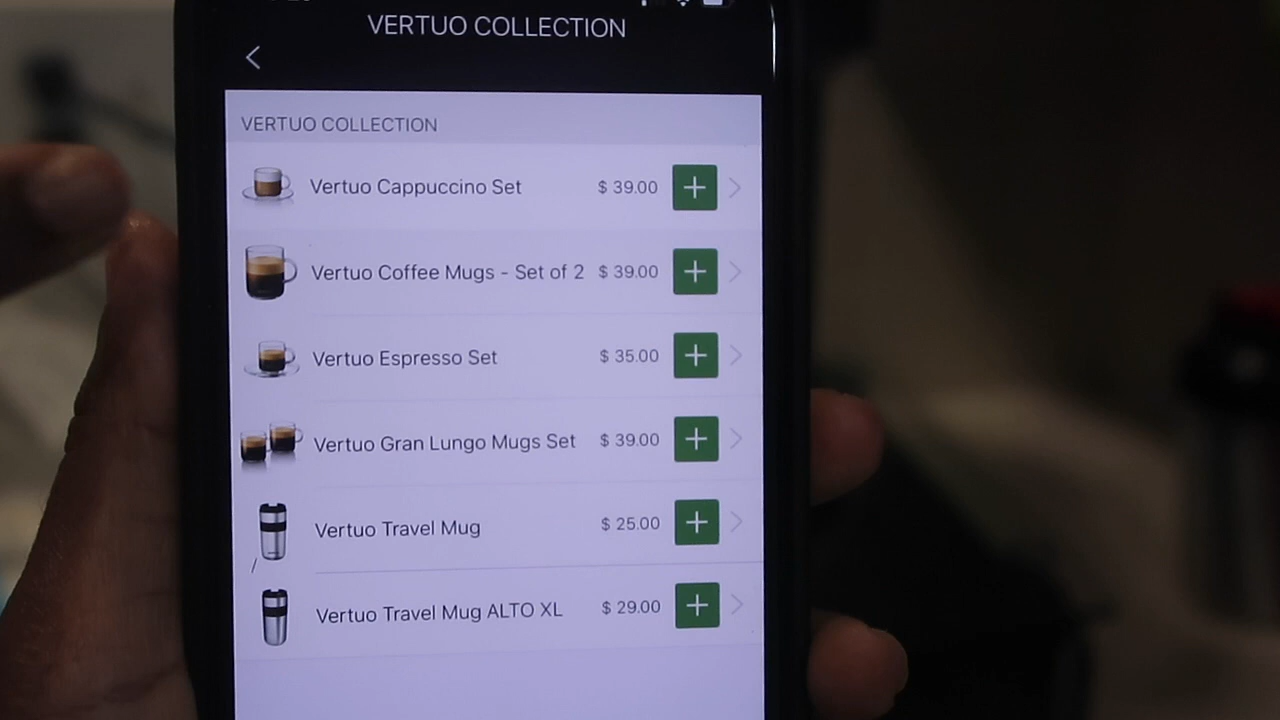 VERTUO COLLECTION
VERTUO COLLECTION
Vertuo Cappuccino Set $ 39.00
Vertuo Coffee Mugs - Set of 2 $ 39.00
Vertuo Espresso Set $ 35.00
Vertuo Gran Lungo Mugs Set $ 39.00
Vertuo Travel Mug $ 25.00
Vertuo Travel Mug ALTO XL $ 29.00